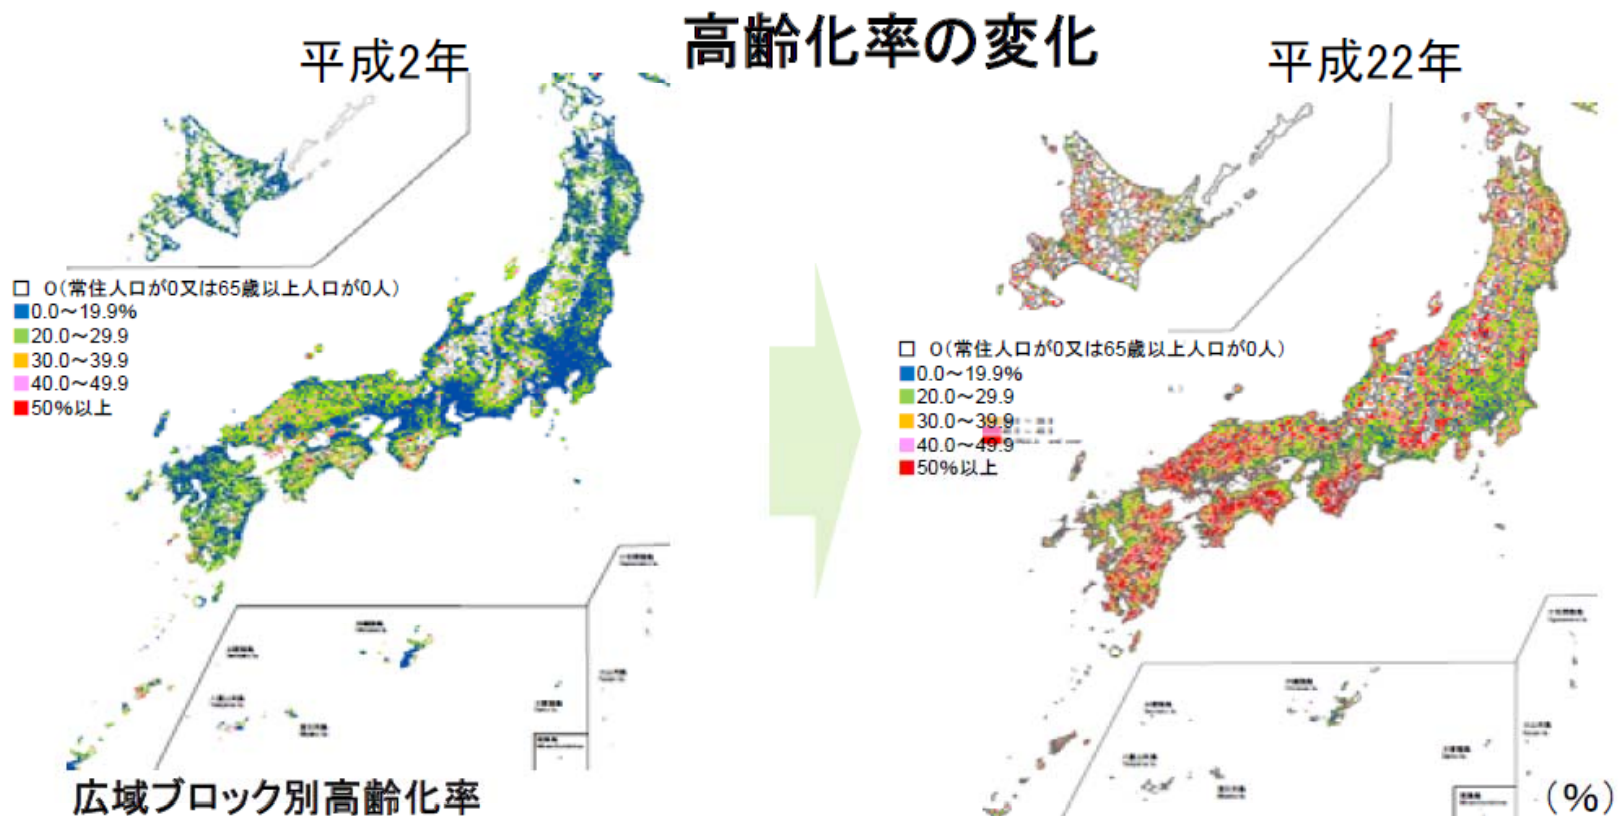 高齢化率の変化
平成2年
平成22年
□ 0(常住人口が0又は65歳以上人口が0人)
■0.0～19.9%
■20.0～29.9
■30.0～39.9
■40.0～49.9
■50%以上
□ 0(常住人口が0又は65歳以上人口が0人)
■0.0～19.9%
■20.0～29.9
■30.0～39.9
■40.0～49.9
■50%以上
広域ブロック別高齢化率
(%)